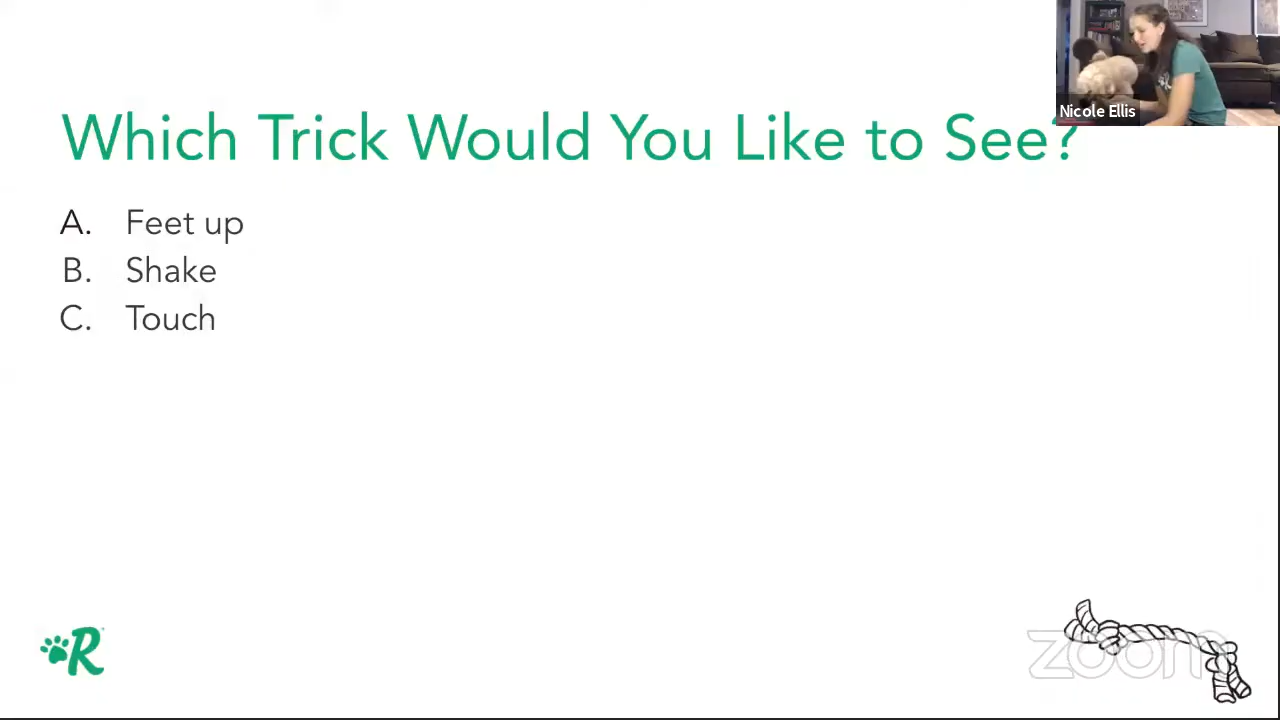 Nicole Ellis
Which Trick Would You Like to See?
A. Feet up
B. Shake
C. Touch
R
zoom